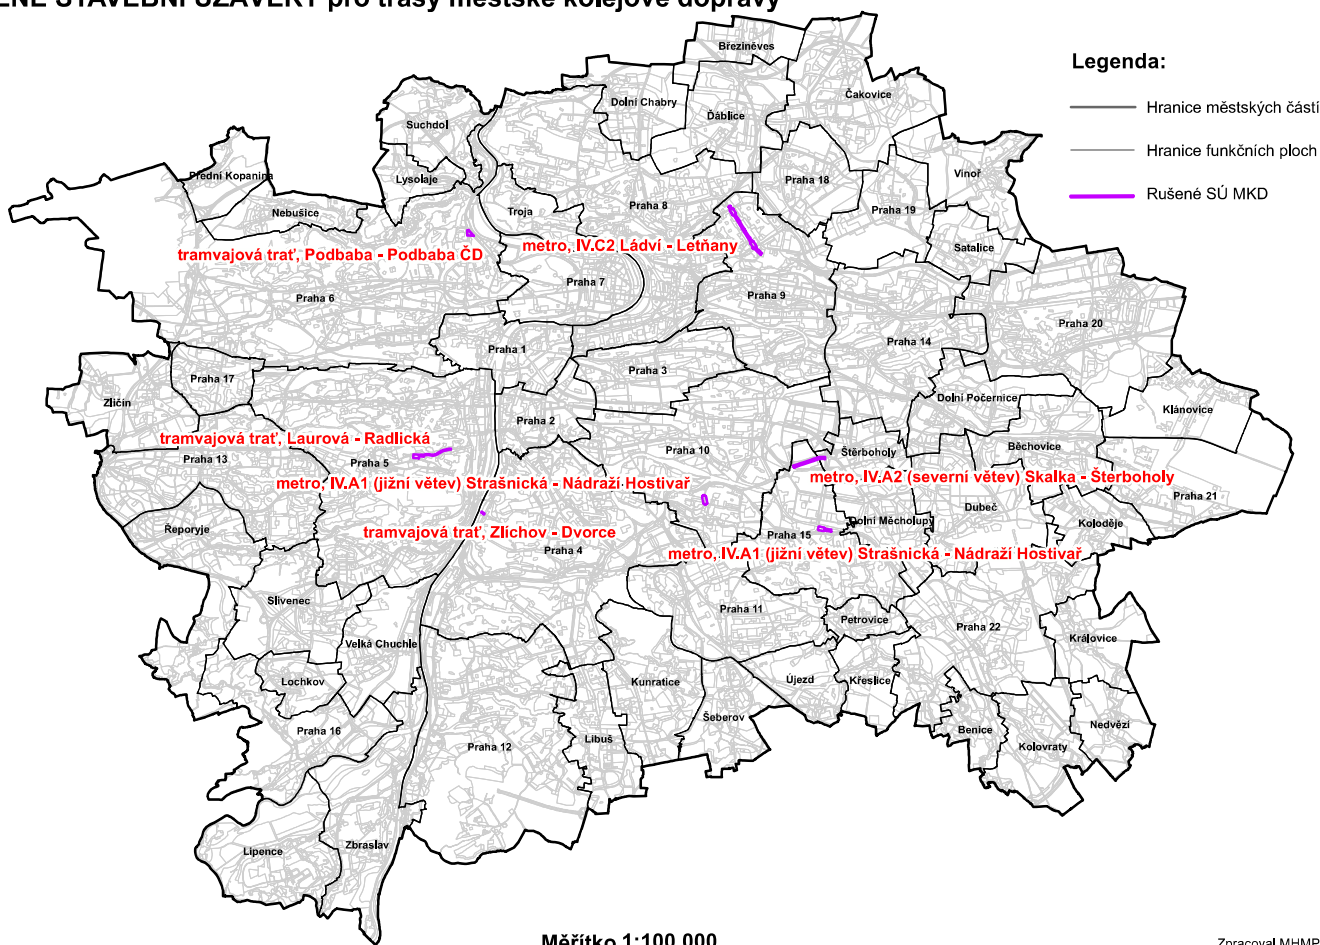 STAVEBNÍ UZÁVĚRY pro trasy městské kolejové dopravy
Legenda:
Hranice městských částí
Hranice funkčních ploch
Rušené SÚ MKD
Březiněves
Dolní Chabry
Ďáblice
Čakovice
Suchdol
Lysolaje
Přední Kopanina
Nebušice
Troja
Praha 8
Praha 18
Praha 19
Vinoř
Satalice
tramvajová trať, Podbaba - Podbaba ČD
metro, IV.C2 Ládví - Letňany
Praha 6
Praha 7
Praha 9
Praha 20
Praha 1
Praha 14
Praha 3
Praha 17
Zličín
Praha 2
Dolní Počernice
Klánovice
tramvajová trať, Laurová - Radlická
Praha 13
Praha 5
Praha 10
Štěrboholy
Běchovice
metro, IV.A1 (jižní větev) Strašnická - Nádraží Hostivař
metro, IV.A2 (severní větev) Skalka - Šterboholy
Praha 21
Dubeč
Koloděje
Řeporyje
tramvajová trať, Zlíchov - Dvorce
Praha 4
Praha 15
Dolní Měcholupy
metro, IV.A1 (jižní větev) Strašnická - Nádraží Hostivař
Slivenec
Velká Chuchle
Praha 11
Petrovice
Praha 22
Královice
Lochkov
Kunratice
Újezd
Křeslice
Šeberov
Praha 16
Praha 12
Libuš
Benice
Kolovraty
Nedvězí
Lipence
Zbraslav
Měřítko 1:100 000
Zpracoval MHMP